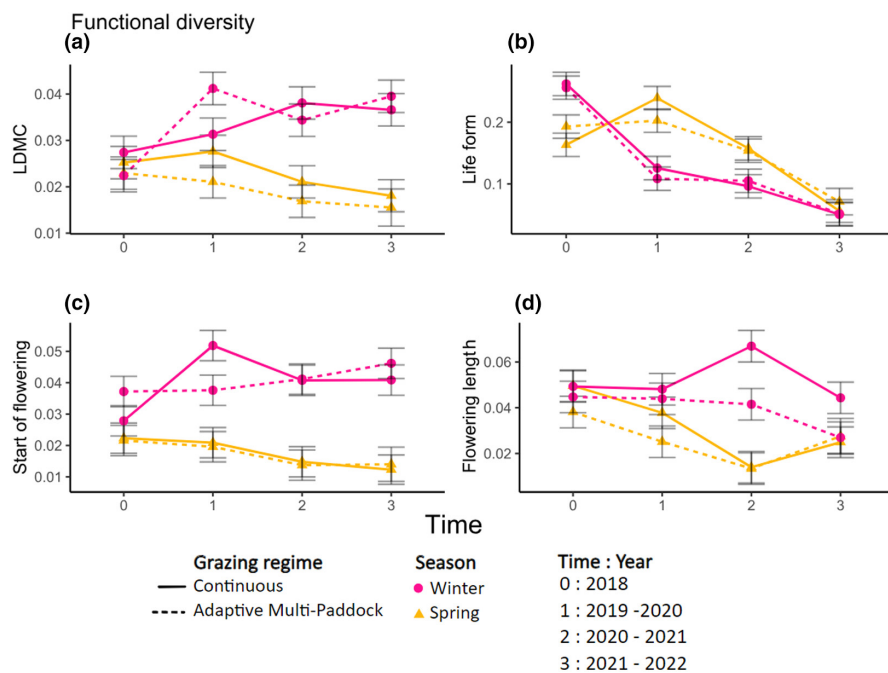 Functional diversity
(a)
LDMC
0.04
0.03
0.02
0.01
0 1 2 3
(b)
Life form
0.2
0.1
0 1 2 3
(c)
Start of flowering
0.05
0.04
0.03
0.02
0.01
0 1 2 3
(d)
Flowering length
0.06
0.04
0.02
0 1 2 3
Time
Grazing regime
Continuous
Adaptive Multi-Paddock
Season
Winter
Spring
Time : Year
0 : 2018
1 : 2019 -2020
2 : 2020 - 2021
3 : 2021 - 2022